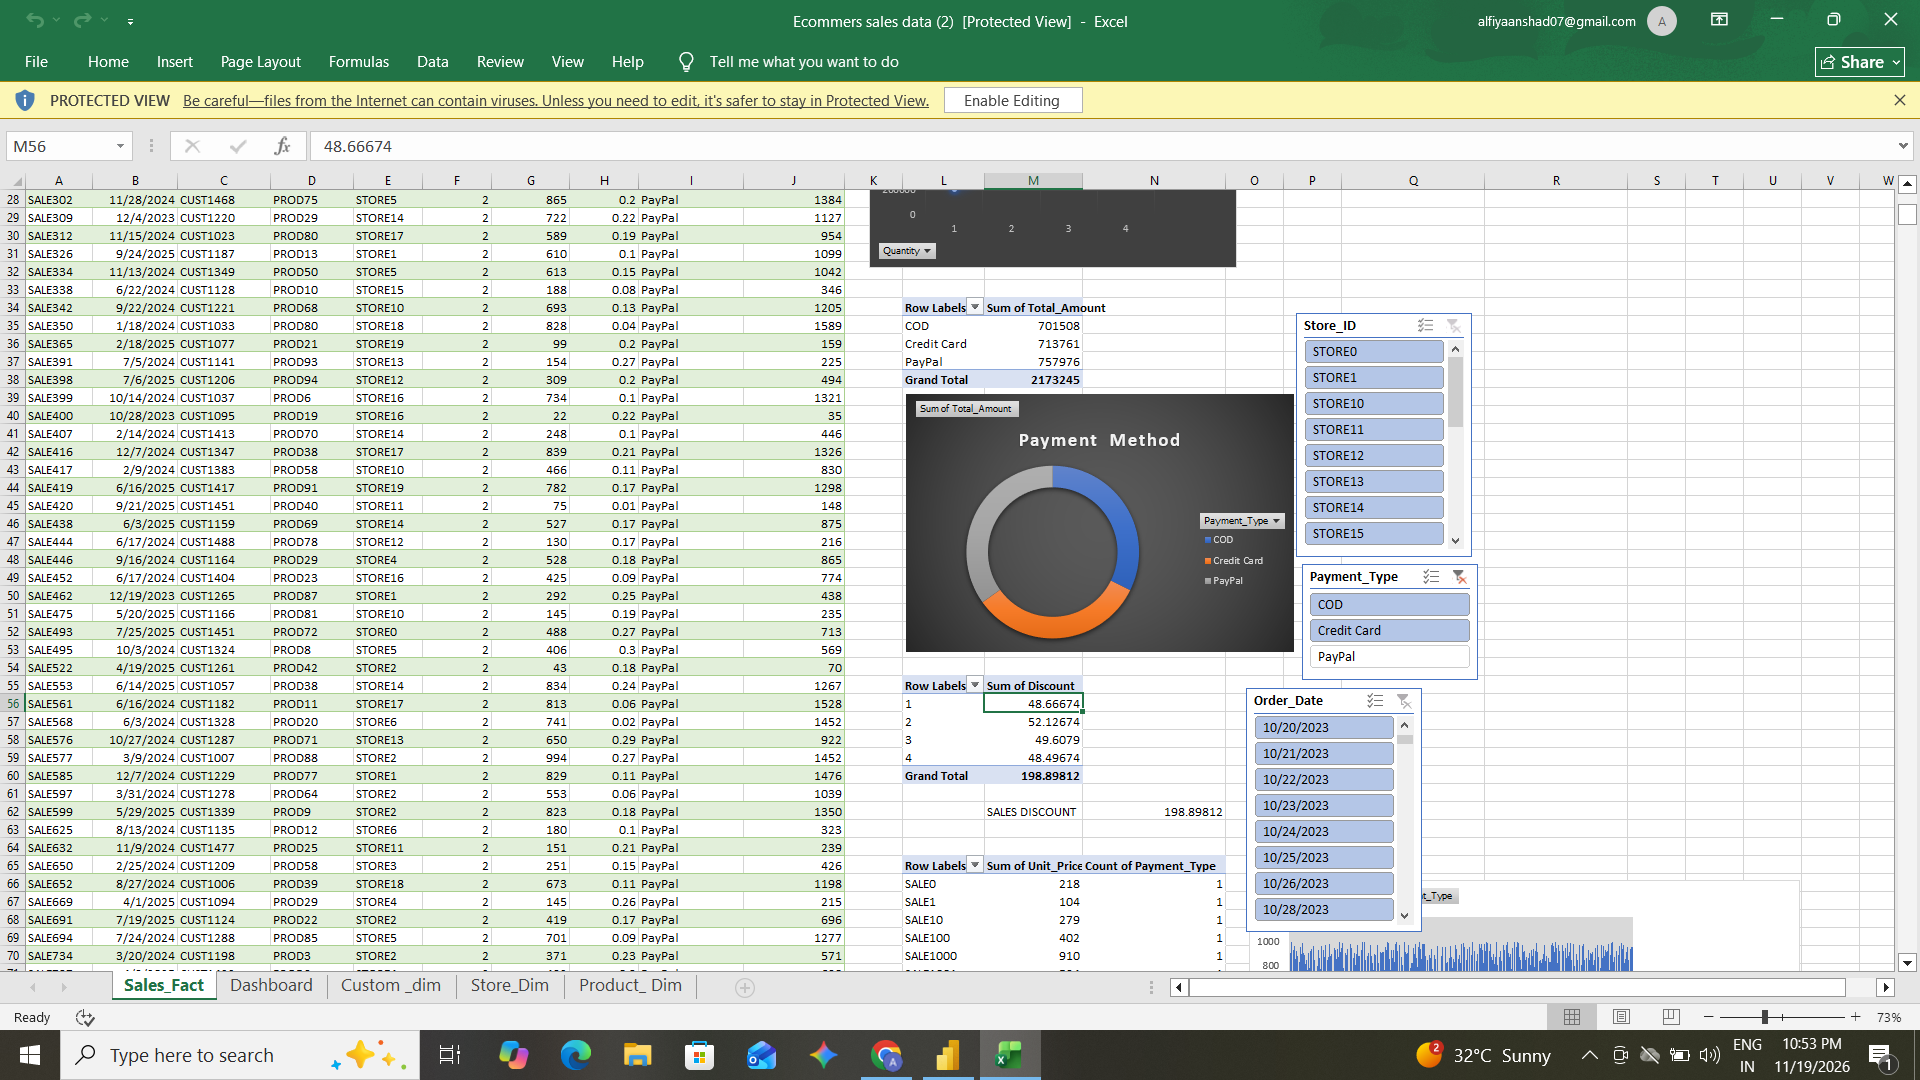 Ecommers sales data (2) [Protected View] - Excel
alfiyaanshad07@gmail.com A
File Home Insert Page Layout Formulas Data Review View Help Tell me what you want to do Share
PROTECTED VIEW Be careful—files from the Internet can contain viruses. Unless you need to edit, it's safer to stay in Protected View. Enable Editing
M56 fx 48.66674
A B C D E F G H I J K L M N O P Q R S T U V W
28 SALE302 11/28/2024 CUST1468 PROD75 STORE5 2 865 0.2 PayPal 1384
29 SALE309 12/4/2023 CUST1220 PROD29 STORE14 2 722 0.22 PayPal 1127
30 SALE312 11/15/2024 CUST1023 PROD80 STORE17 2 589 0.19 PayPal 954
31 SALE326 9/24/2025 CUST1187 PROD13 STORE1 2 610 0.1 PayPal 1099
32 SALE334 11/13/2024 CUST1349 PROD50 STORE5 2 613 0.15 PayPal 1042
33 SALE338 6/22/2024 CUST1128 PROD10 STORE15 2 188 0.08 PayPal 346
34 SALE342 9/22/2024 CUST1221 PROD68 STORE10 2 693 0.13 PayPal 1205
35 SALE350 1/18/2024 CUST1033 PROD80 STORE18 2 828 0.04 PayPal 1589
36 SALE365 2/18/2025 CUST1077 PROD21 STORE19 2 99 0.2 PayPal 159
37 SALE391 7/5/2024 CUST1141 PROD93 STORE13 2 154 0.27 PayPal 225
38 SALE398 7/6/2025 CUST1206 PROD94 STORE12 2 309 0.2 PayPal 494
39 SALE399 10/14/2024 CUST1037 PROD6 STORE16 2 734 0.1 PayPal 1321
40 SALE400 10/28/2023 CUST1095 PROD19 STORE16 2 22 0.22 PayPal 35
41 SALE407 2/14/2024 CUST1413 PROD70 STORE14 2 248 0.1 PayPal 446
42 SALE416 12/7/2024 CUST1347 PROD38 STORE17 2 839 0.21 PayPal 1326
43 SALE417 2/9/2024 CUST1383 PROD58 STORE10 2 466 0.11 PayPal 830
44 SALE419 6/16/2025 CUST1417 PROD91 STORE19 2 782 0.17 PayPal 1298
45 SALE420 9/21/2025 CUST1451 PROD40 STORE11 2 75 0.01 PayPal 148
46 SALE438 6/3/2025 CUST1159 PROD69 STORE14 2 527 0.17 PayPal 875
47 SALE444 6/17/2024 CUST1488 PROD78 STORE12 2 130 0.17 PayPal 216
48 SALE446 9/16/2024 CUST1164 PROD29 STORE4 2 528 0.18 PayPal 865
49 SALE452 6/17/2024 CUST1404 PROD23 STORE16 2 425 0.09 PayPal 774
50 SALE462 12/19/2023 CUST1265 PROD87 STORE1 2 292 0.25 PayPal 438
51 SALE475 5/20/2025 CUST1166 PROD81 STORE10 2 145 0.19 PayPal 235
52 SALE493 7/25/2025 CUST1451 PROD72 STORE0 2 488 0.27 PayPal 713
53 SALE495 10/3/2024 CUST1324 PROD8 STORE5 2 406 0.3 PayPal 569
54 SALE522 4/19/2025 CUST1261 PROD42 STORE2 2 43 0.18 PayPal 70
55 SALE553 6/14/2025 CUST1057 PROD38 STORE14 2 834 0.24 PayPal 1267
56 SALE561 6/16/2024 CUST1182 PROD11 STORE17 2 813 0.06 PayPal 1528
57 SALE568 6/3/2024 CUST1328 PROD20 STORE6 2 741 0.02 PayPal 1452
58 SALE576 10/27/2024 CUST1287 PROD71 STORE13 2 650 0.29 PayPal 922
59 SALE577 3/9/2024 CUST1007 PROD88 STORE2 2 994 0.27 PayPal 1452
60 SALE585 12/7/2024 CUST1229 PROD77 STORE1 2 829 0.11 PayPal 1476
61 SALE597 3/31/2024 CUST1278 PROD64 STORE2 2 553 0.06 PayPal 1039
62 SALE599 5/29/2025 CUST1339 PROD9 STORE2 2 823 0.18 PayPal 1350
63 SALE625 8/13/2024 CUST1135 PROD12 STORE6 2 180 0.1 PayPal 323
64 SALE632 11/9/2024 CUST1477 PROD25 STORE11 2 151 0.21 PayPal 239
65 SALE650 2/25/2024 CUST1209 PROD58 STORE3 2 251 0.15 PayPal 426
66 SALE652 8/27/2024 CUST1006 PROD39 STORE18 2 673 0.11 PayPal 1198
67 SALE669 4/1/2025 CUST1094 PROD29 STORE4 2 145 0.26 PayPal 215
68 SALE691 7/19/2025 CUST1124 PROD22 STORE2 2 419 0.17 PayPal 696
69 SALE694 7/24/2024 CUST1288 PROD85 STORE5 2 701 0.09 PayPal 1277
70 SALE734 3/20/2024 CUST1198 PROD3 STORE2 2 371 0.23 PayPal 571
0
1 2 3 4
Quantity
Row Labels Sum of Total_Amount
COD 701508
Credit Card 713761
PayPal 757976
Grand Total 2173245
Sum of Total_Amount
Payment Method
Payment_Type
COD
Credit Card
PayPal
Row Labels Sum of Discount
1 48.66674
2 52.12674
3 49.6079
4 48.49674
Grand Total 198.89812
SALES DISCOUNT 198.89812
Row Labels Sum of Unit_Price Count of Payment_Type
SALE0 218 1
SALE1 104 1
SALE10 279 1
SALE100 402 1
SALE1000 910 1
Store_ID
STORE0
STORE1
STORE10
STORE11
STORE12
STORE13
STORE14
STORE15
Payment_Type
COD
Credit Card
PayPal
Order_Date
10/20/2023
10/21/2023
10/22/2023
10/23/2023
10/24/2023
10/25/2023
10/26/2023
10/28/2023
nt_Type
1000
800
Sales_Fact Dashboard Custom _dim Store_Dim Product_ Dim
Ready 73%
Type here to search
2 32°C Sunny
ENG
IN
10:53 PM
11/19/2026
1